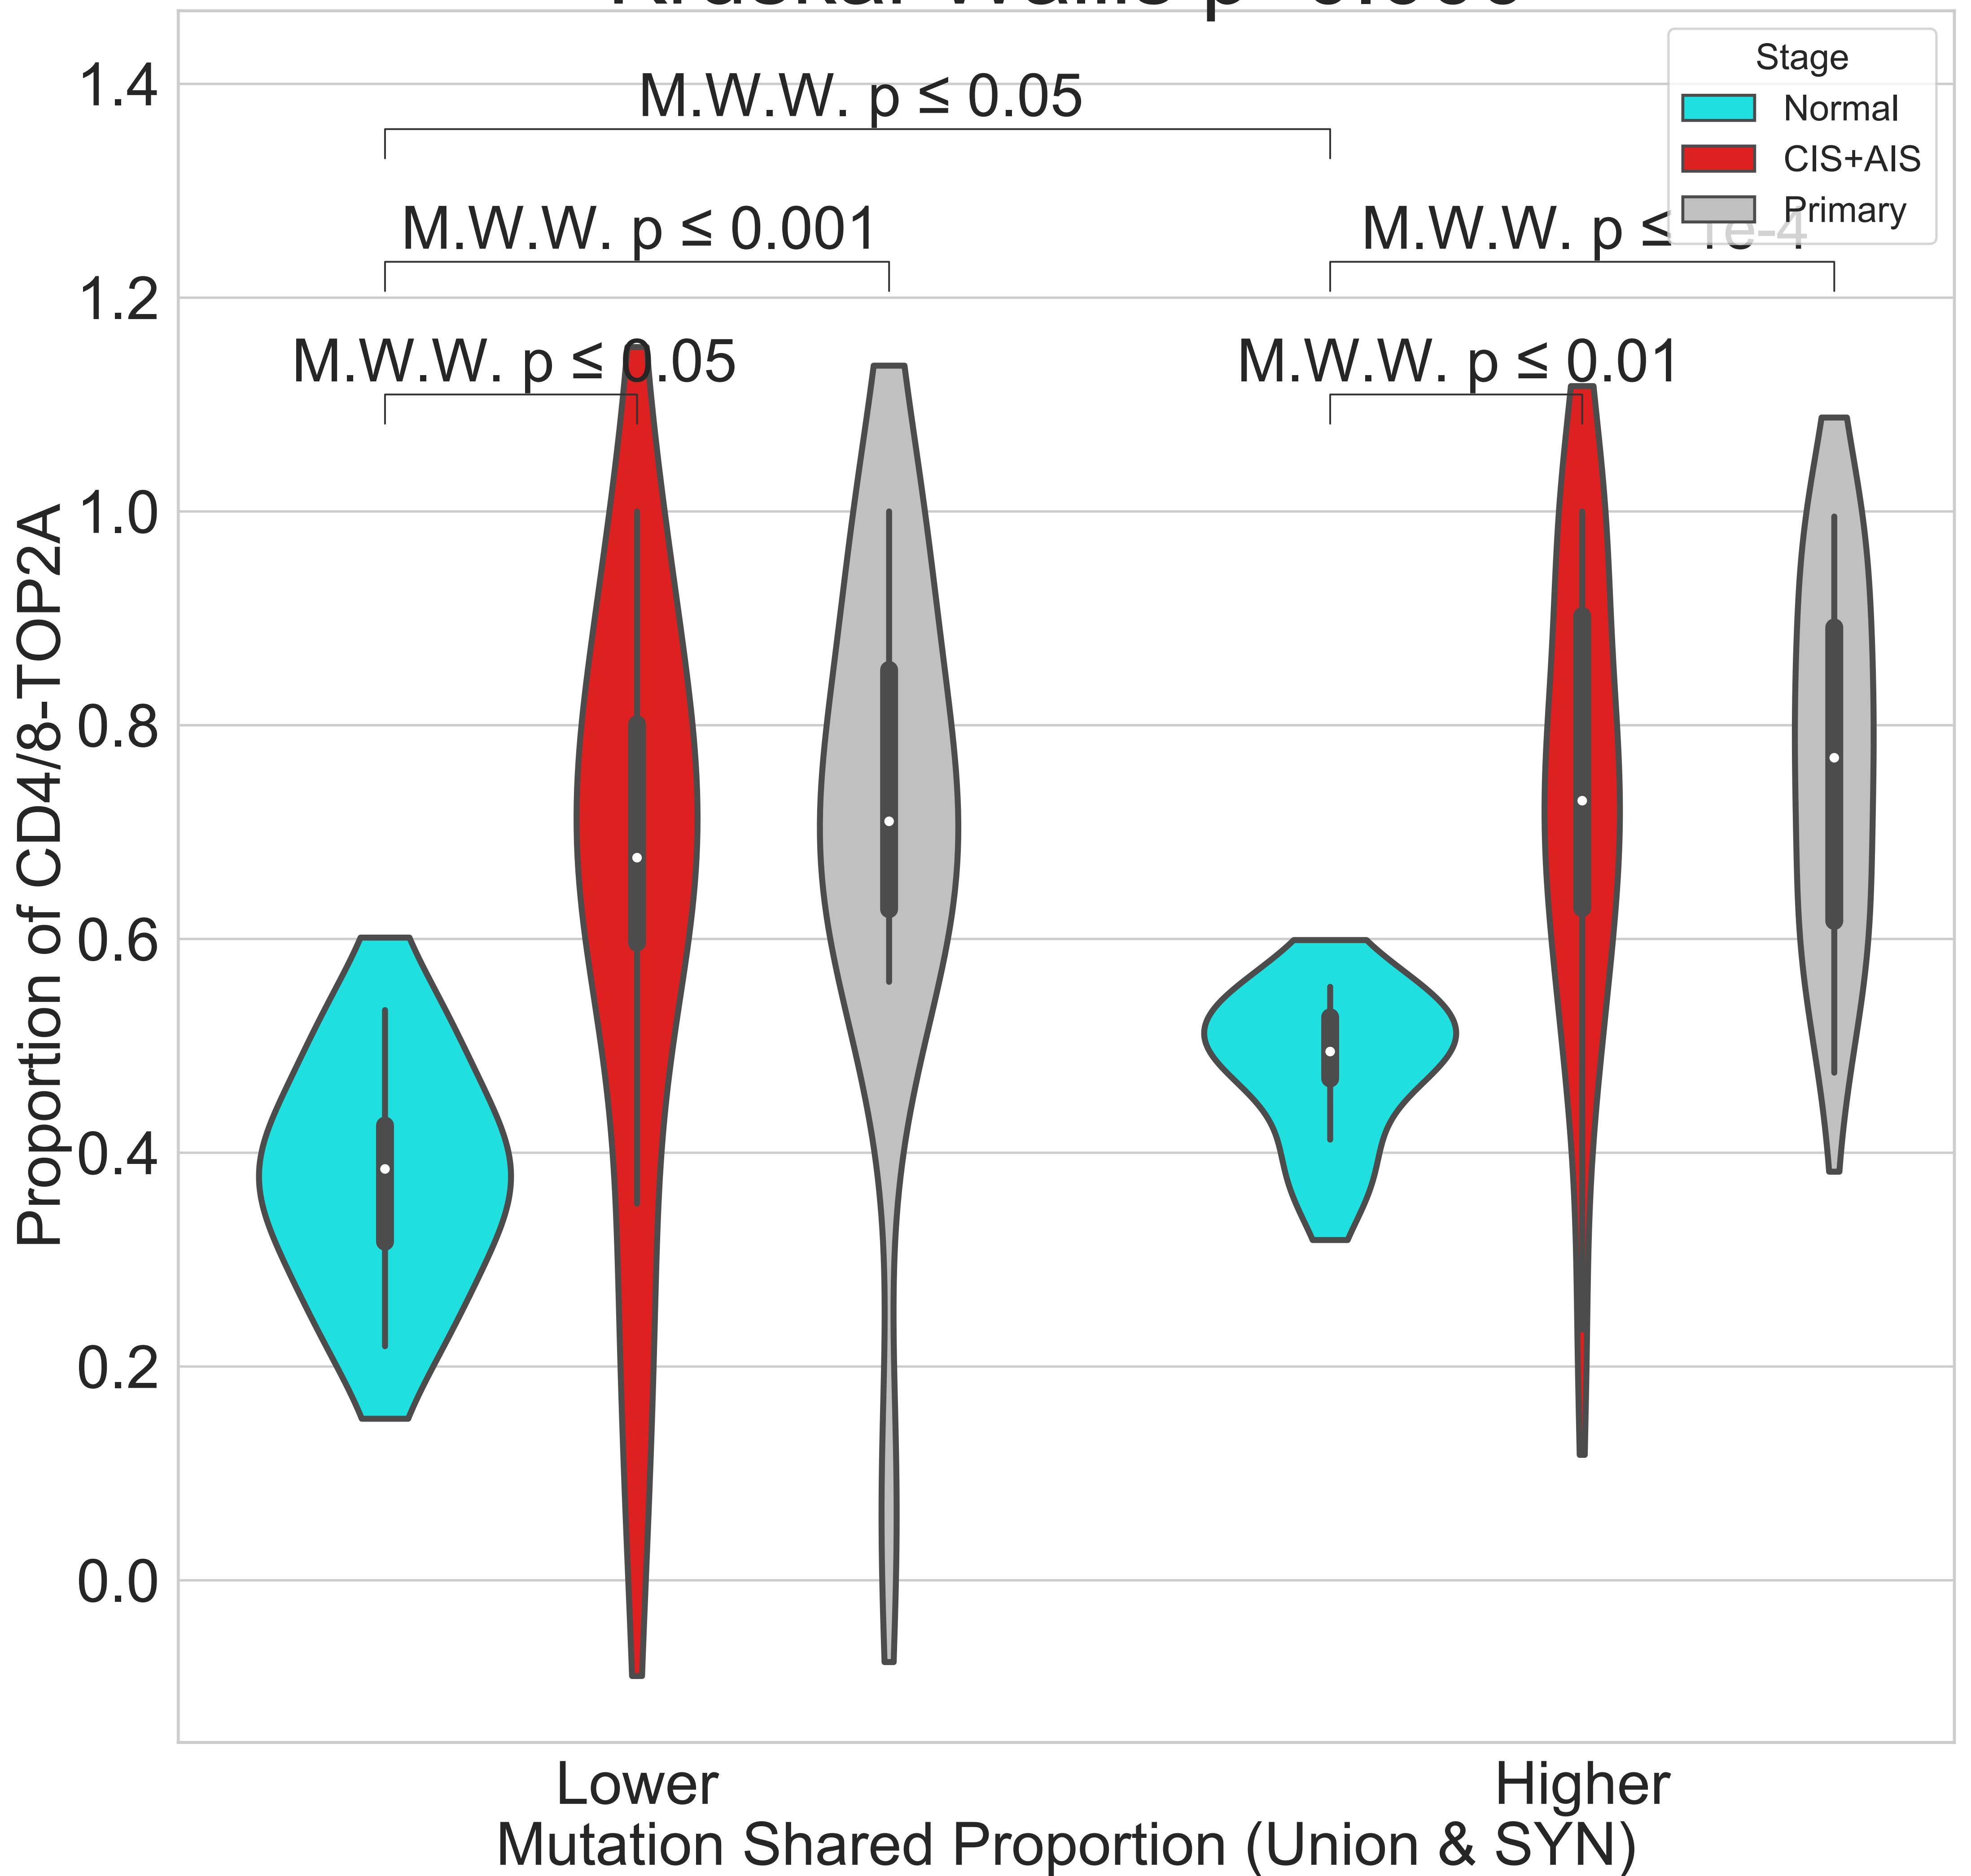 Stage
Normal
CIS+AIS
Primary
M.W.W. p ≤ 0.05
M.W.W. p ≤ 0.001
M.W.W. p ≤ 1e-4
M.W.W. p ≤ 0.05
M.W.W. p ≤ 0.01
1.4
1.2
1.0
0.8
0.6
0.4
0.2
0.0
Proportion of CD4/8-TOP2A
Lower
Higher
Mutation Shared Proportion (Union & SYN)